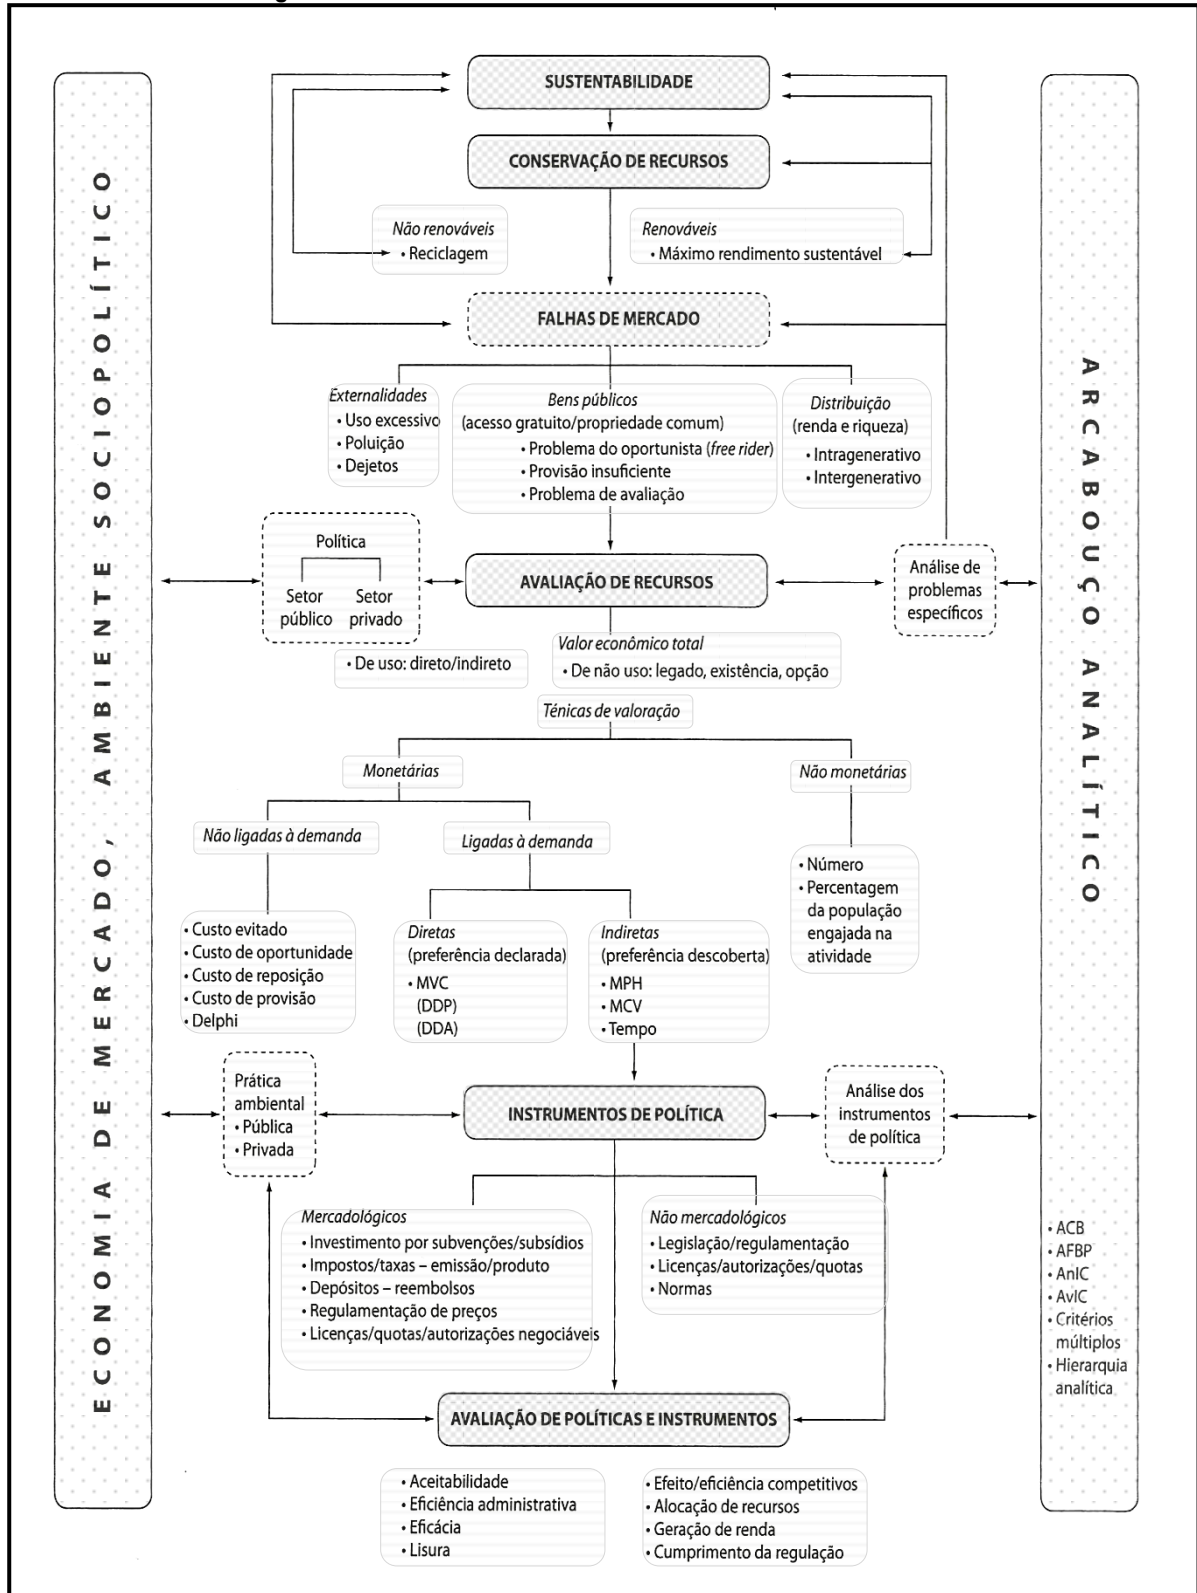 SUSTENTABILIDADE
CONSERVAÇÃO DE RECURSOS
Não renováveis
• Reciclagem
Renováveis
• Máximo rendimento sustentável
FALHAS DE MERCADO
Externalidades
• Uso excessivo
• Poluição
• Dejetos
Bens públicos
(acesso gratuito/propriedade comum)
• Problema do oportunista (free rider)
• Provisão insuficiente
• Problema de avaliação
Distribuição
(renda e riqueza)
• Intragenerativo
• Intergenerativo
Política
Setor público
Setor privado
AVALIAÇÃO DE RECURSOS
Análise de
problemas
específicos
Valor econômico total
• De uso: direto/indireto
• De não uso: legado, existência, opção
Ténicas de valoração
Monetárias
Não monetárias
Não ligadas à demanda
Ligadas à demanda
• Número
• Percentagem
da população
engajada na
atividade
• Custo evitado
• Custo de oportunidade
• Custo de reposição
• Custo de provisão
• Delphi
Diretas
(preferência declarada)
• MVC
(DDP)
(DDA)
Indiretas
(preferência descoberta)
• MPH
• MCV
• Tempo
Prática
ambiental
• Pública
• Privada
INSTRUMENTOS DE POLÍTICA
Análise dos
instrumentos
de política
Mercadológicos
• Investimento por subvenções/subsídios
• Impostos/taxas – emissão/produto
• Depósitos – reembolsos
• Regulamentação de preços
• Licenças/quotas/autorizações negociáveis
Não mercadológicos
• Legislação/regulamentação
• Licenças/autorizações/quotas
• Normas
AVALIAÇÃO DE POLÍTICAS E INSTRUMENTOS
• Aceitabilidade
• Eficiência administrativa
• Eficácia
• Lisura
• Efeito/eficiência competitivos
• Alocação de recursos
• Geração de renda
• Cumprimento da regulação
ECONOMIA DE MERCADO, AMBIENTE SOCIOPOLÍTICO
ARCABOUÇO ANALÍTICO
• ACB
• AFBP
• AnIC
• AvIC
• Critérios
múltiplos
• Hierarquia
analítica